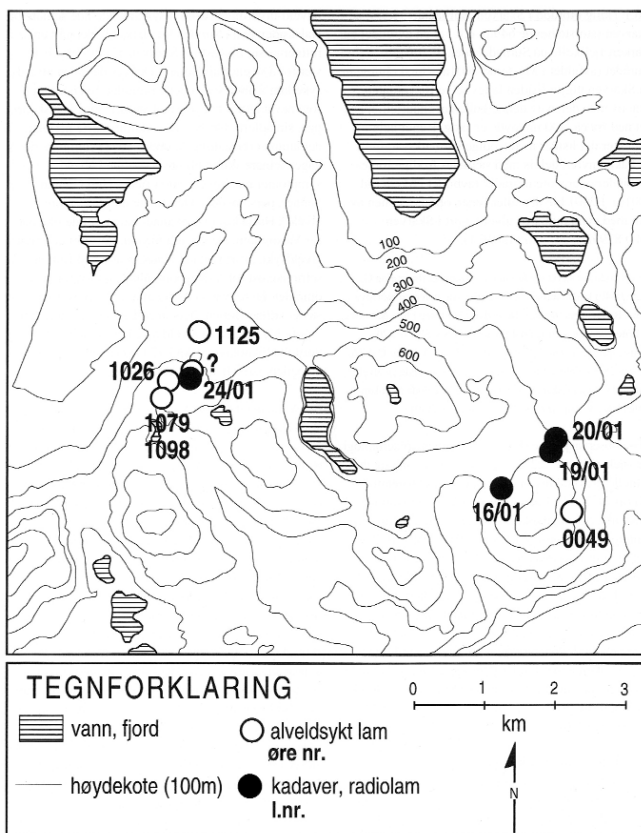 100
200
300
400
500
600
1125
?
1026
24/01
1079
1098
20/01
19/01
16/01
0049
TEGNFORKLARING
0 1 2 3
km
vann, fjord
alveldsykt lam
øre nr.
høydekote (100m)
kadaver, radiolam
l.nr.
N